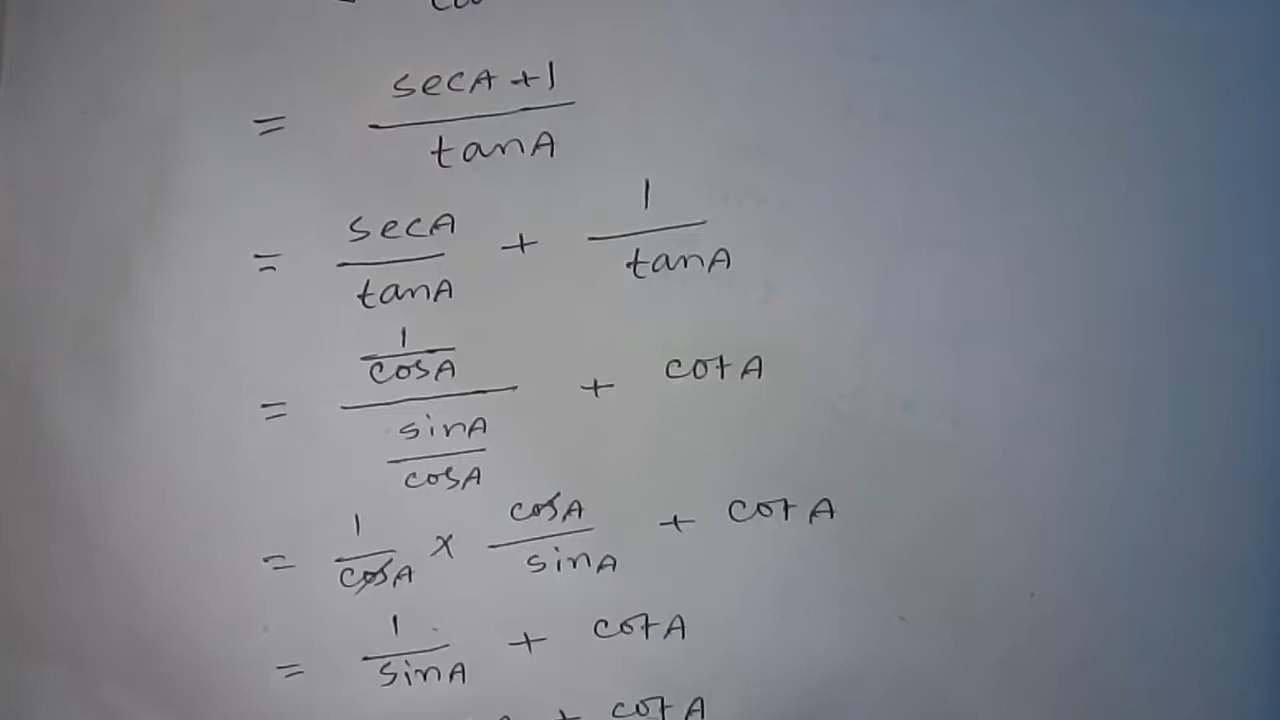 = secA + 1 / tanA
= secA / tanA + 1 / tanA
= 1/cosA / sinA/cosA + cotA
= 1/cosA × cosA/sinA + cotA
= 1/sinA + cotA
+ cotA